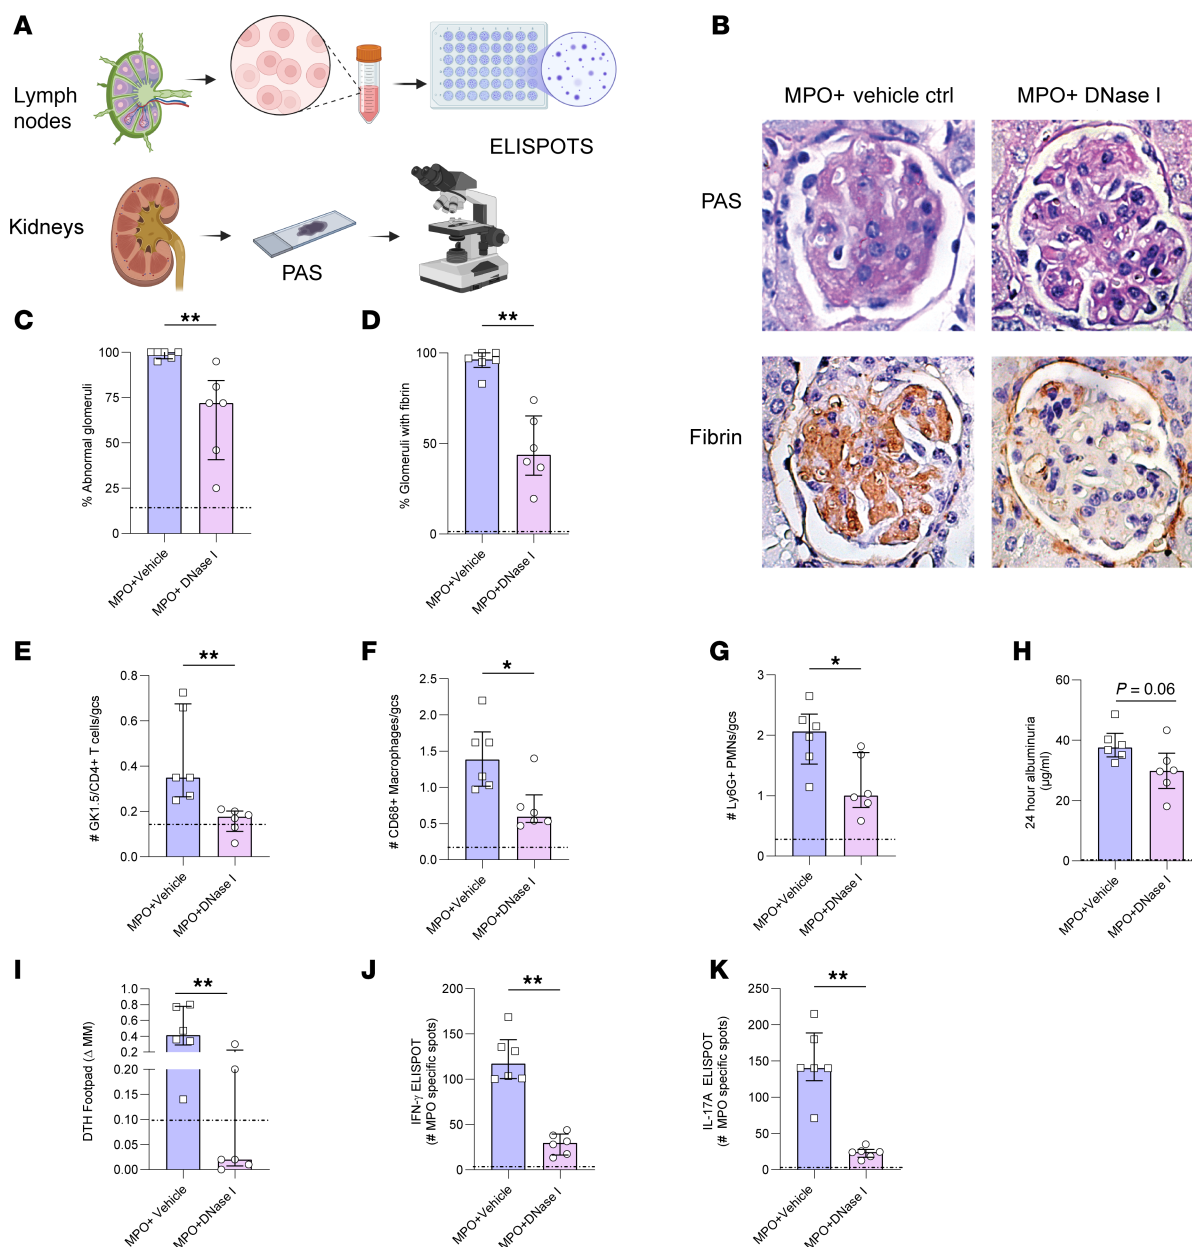 A
Lymph
nodes
ELISPOTS
Kidneys
PAS
B
MPO+ vehicle ctrl
MPO+ DNase I
PAS
Fibrin
C
**
% Abnormal glomeruli
100
75
50
25
0
MPO+Vehicle
MPO+ DNase I
D
**
% Glomeruli with fibrin
100
50
0
MPO+Vehicle
MPO+DNase I
E
**
# GK1.5/CD4+ T cells/gcs
0.8
0.6
0.4
0.2
0.0
MPO+Vehicle
MPO+DNase I
F
*
# CD68+ Macrophages/gcs
2.5
2.0
1.5
1.0
0.5
0.0
MPO+Vehicle
MPO+DNase I
G
*
# Ly6G+ PMNs/gcs
3
2
1
0
MPO+Vehicle
MPO+DNase I
H
P = 0.06
24 hour albuminuria
(µg/ml)
60
40
20
0
MPO+Vehicle
MPO+DNase I
I
**
DTH Footpad (Δ MM)
1.0
0.8
0.6
0.4
0.2
0.20
0.15
0.10
0.05
0.00
MPO+ Vehicle
MPO+DNase I
J
**
IFN-γ ELISPOT
(# MPO specific spots)
200
150
100
50
0
MPO+Vehicle
MPO+DNase I
K
**
IL-17A ELISPOT
(# MPO specific spots)
250
200
150
100
50
0
MPO+Vehicle
MPO+DNase I